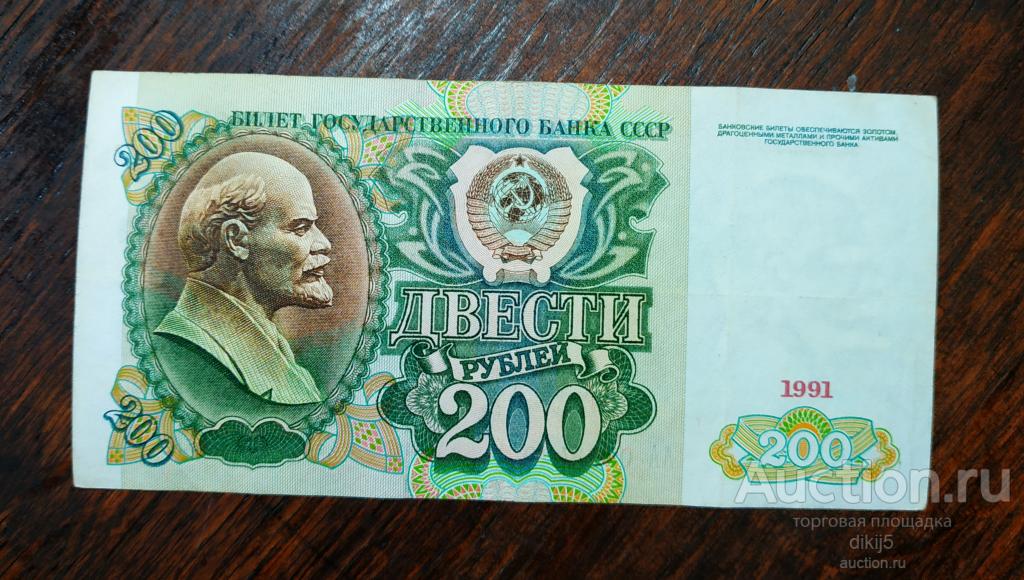 200
БИЛЕТ ГОСУДАРСТВЕННОГО БАНКА СССР
БАНКОВСКИЕ БИЛЕТЫ ОБЕСПЕЧИВАЮТСЯ ЗОЛОТОМ,
ДРАГОЦЕННЫМИ МЕТАЛЛАМИ И ПРОЧИМИ АКТИВАМИ
ГОСУДАРСТВЕННОГО БАНКА
ДВЕСТИ
РУБЛЕЙ
200
200
1991
200
Auction.ru
торговая площадка
dikij5
auction.ru